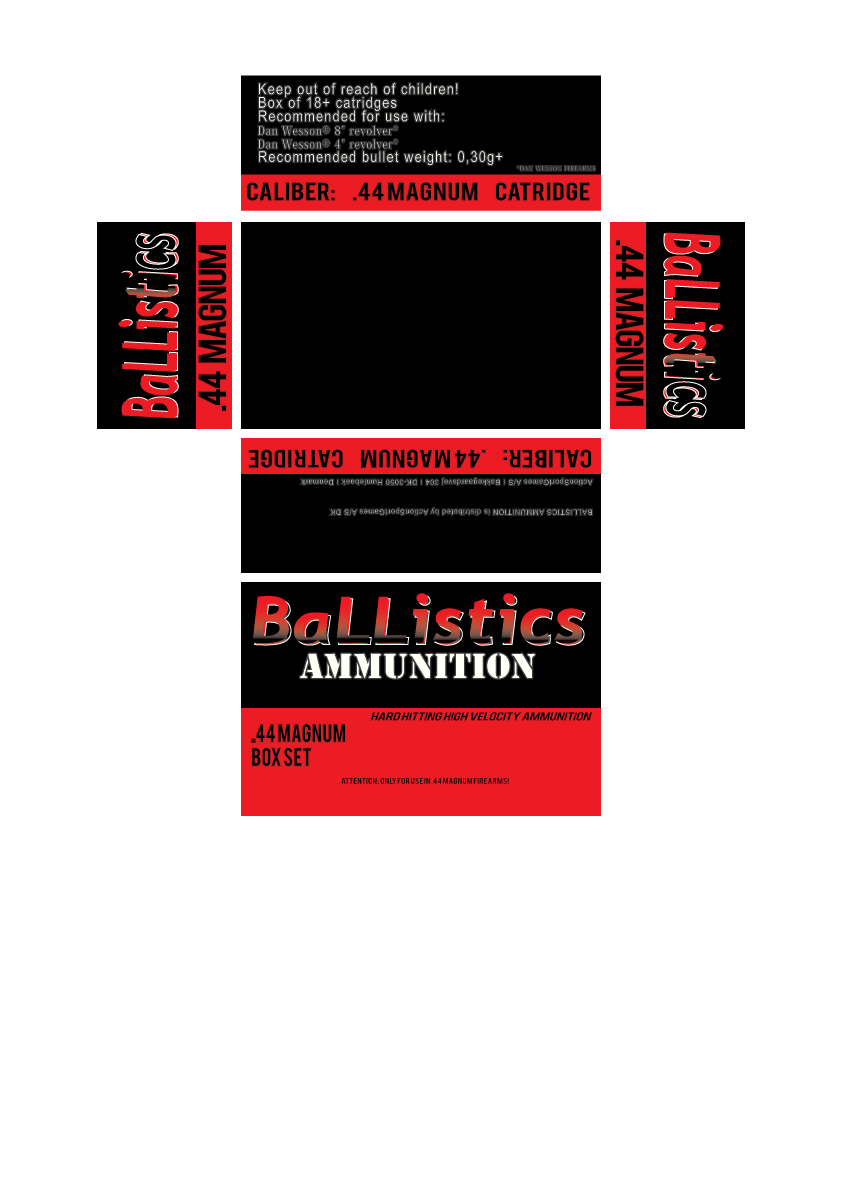 Keep out of reach of children!
Box of 18+ catridges
Recommended for use with:
Dan Wesson® 8" revolver®
Dan Wesson® 4" revolver®
Recommended bullet weight: 0,30g+
®DAN WESSON FIREARMS
CALIBER: .44 MAGNUM CATRIDGE
BaLListics
.44 MAGNUM
.44 MAGNUM
BaLListics
CALIBER: .44 MAGNUM CATRIDGE
ActionSportGames A/S | Bakkegaardsvej 304 | DK-3050 Humlebaek | Denmark
BALLISTICS AMMUNITION is distributed by ActionSportGames A/S DK.
BaLListics
AMMUNITION
HARD HITTING HIGH VELOCITY AMMUNITION
.44 MAGNUM
BOX SET
ATTENTION: ONLY FOR USE IN .44 MAGNUM FIREARMS!